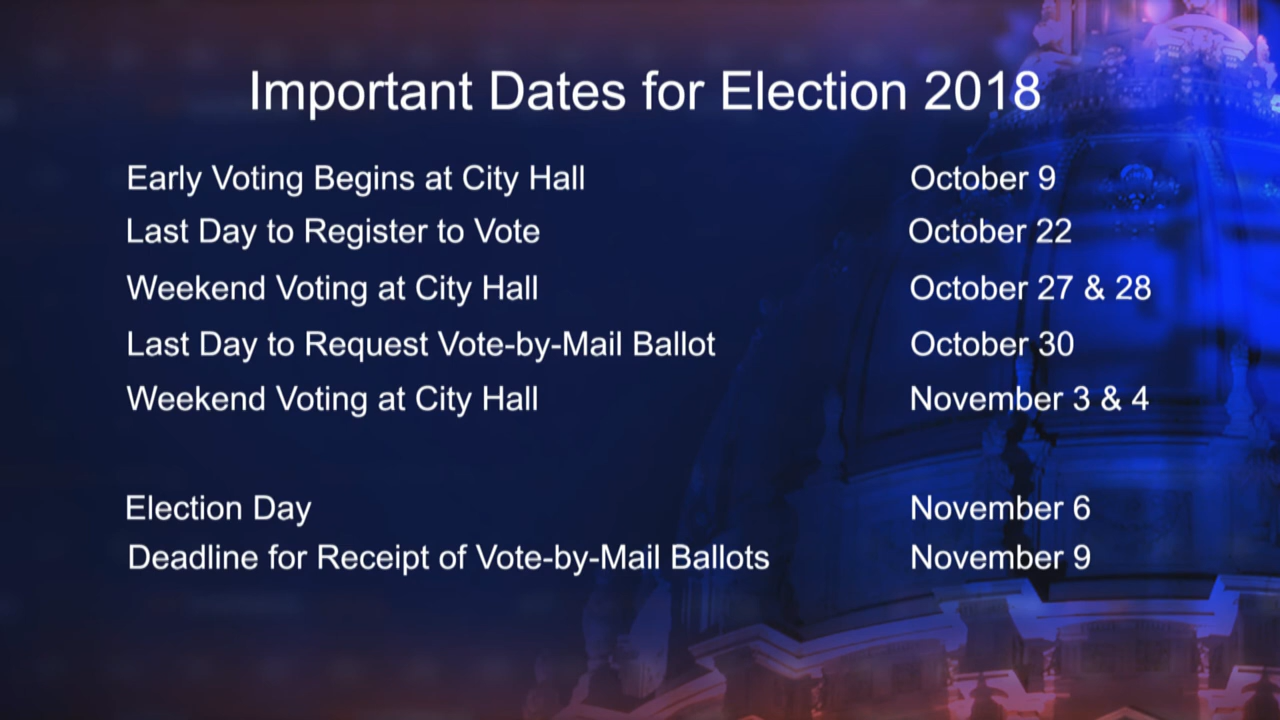 Important Dates for Election 2018
Early Voting Begins at City Hall October 9
Last Day to Register to Vote October 22
Weekend Voting at City Hall October 27 & 28
Last Day to Request Vote-by-Mail Ballot October 30
Weekend Voting at City Hall November 3 & 4
Election Day November 6
Deadline for Receipt of Vote-by-Mail Ballots November 9